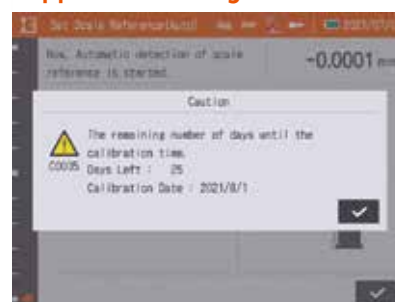 Set Scale Reference(Auto)
Now, Automatic detection of scale
reference is started.
-0.0001 mm
Caution
The remaining number of days until the
calibration time.
C0035
Days Left : 25
Calibration Date : 2021/8/1